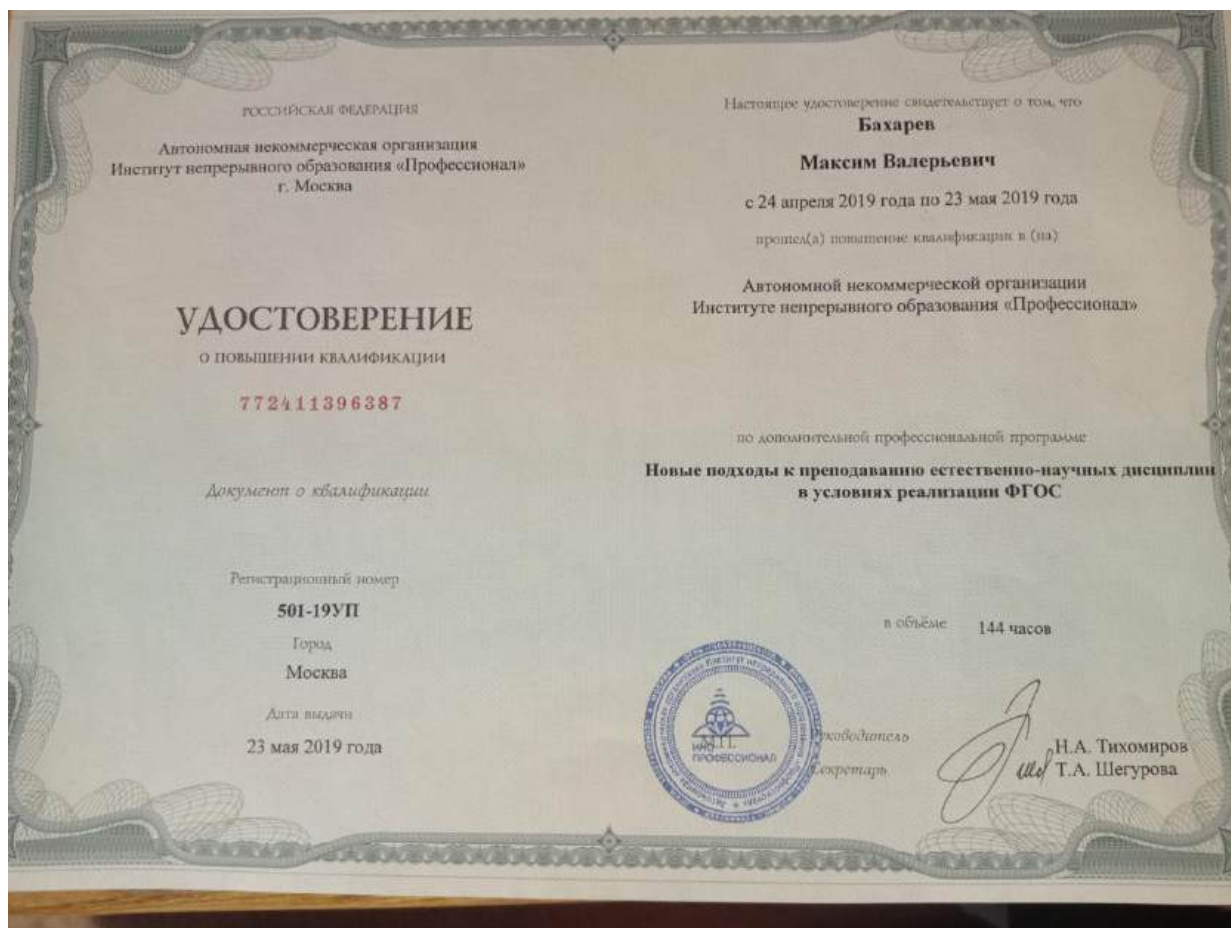 РОССИЙСКАЯ ФЕДЕРАЦИЯ
Автономная некоммерческая организация
Институт непрерывного образования «Профессионал»
г. Москва
УДОСТОВЕРЕНИЕ
О ПОВЫШЕНИИ КВАЛИФИКАЦИИ
772411396387
Документ о квалификации
Регистрационный номер
501-19УП
Город
Москва
Дата выдачи
23 мая 2019 года
Настоящее удостоверение свидетельствует о том, что
Бахарев
Максим Валерьевич
с 24 апреля 2019 года по 23 мая 2019 года
прошел(а) повышение квалификации в (на)
Автономной некоммерческой организации
Институте непрерывного образования «Профессионал»
по дополнительной профессиональной программе
Новые подходы к преподаванию естественно-научных дисциплин
в условиях реализации ФГОС
в объёме 144 часов
М.П.
ИНО
ПРОФЕССИОНАЛ
Руководитель
Н.А. Тихомиров
Секретарь
Т.А. Шегурова